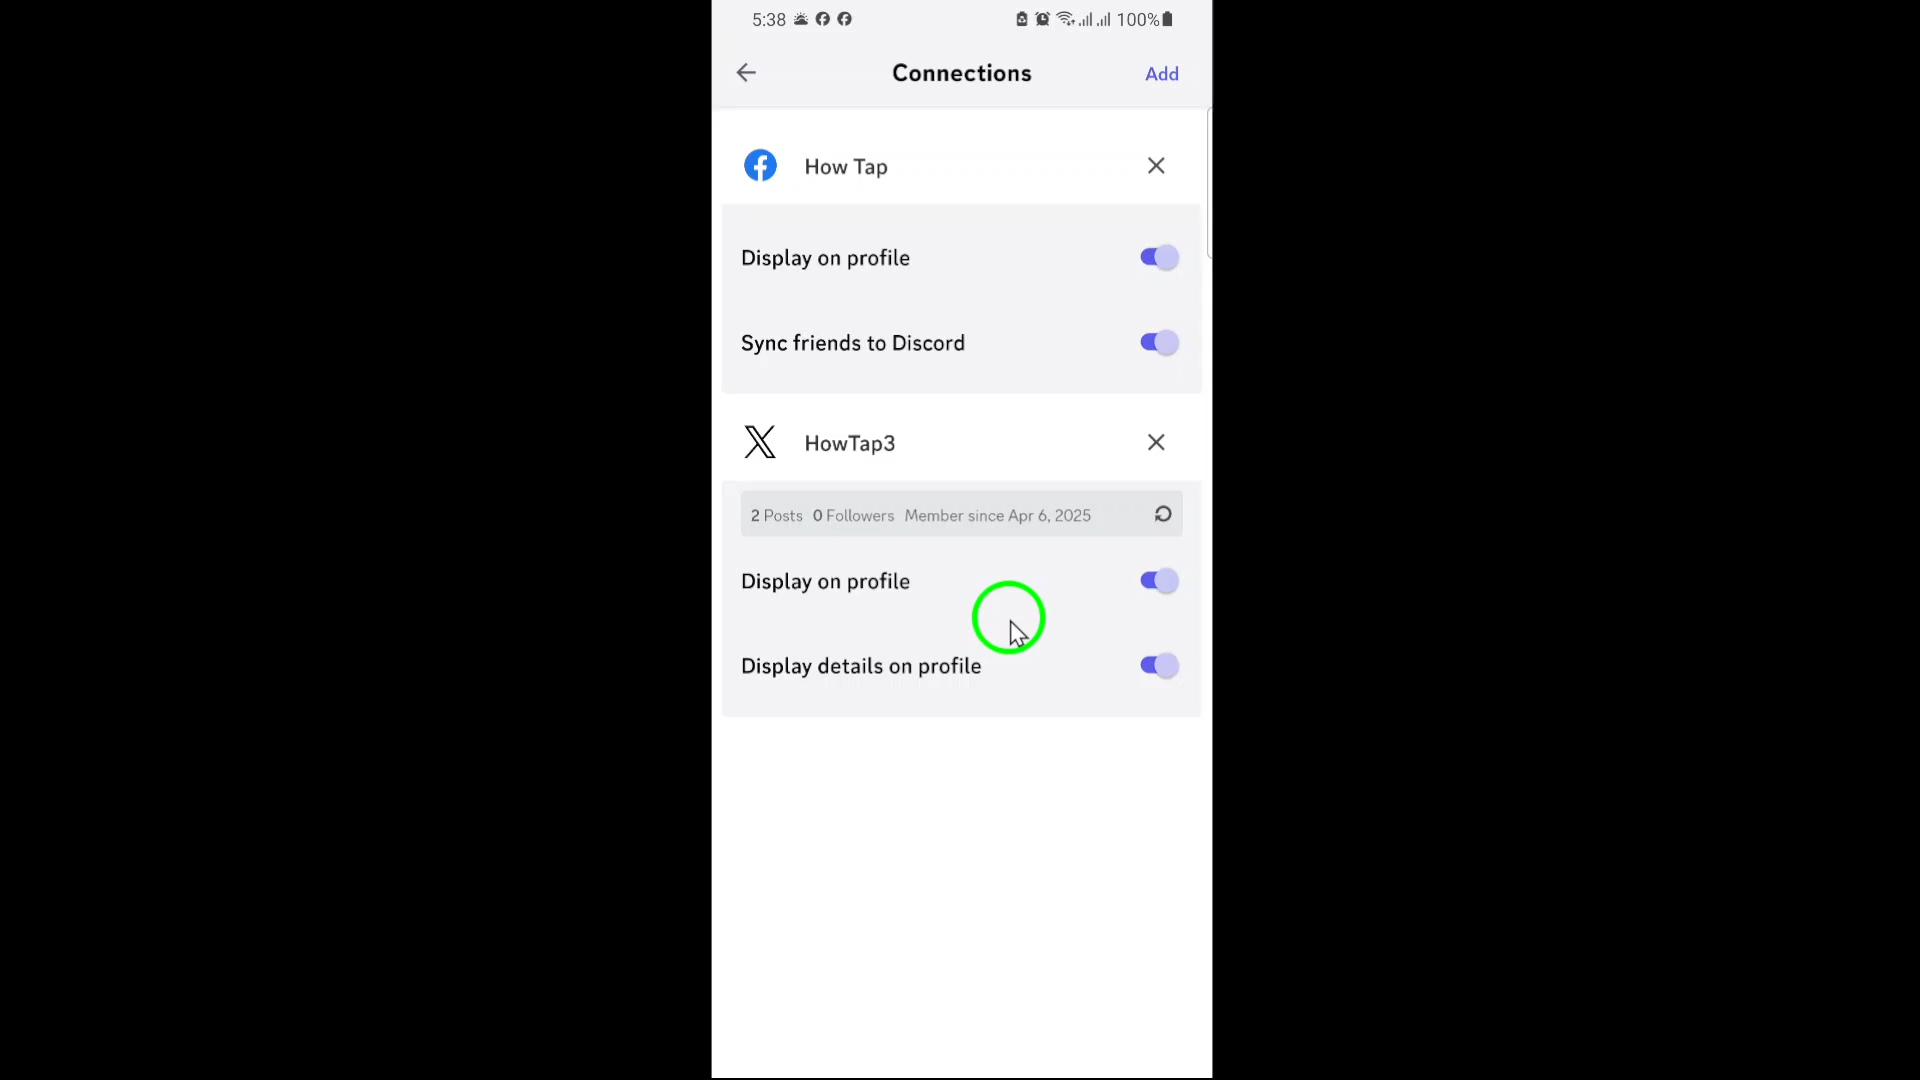 5:38 100%
Connections Add
How Tap
Display on profile
Sync friends to Discord
HowTap3
2 Posts 0 Followers Member since Apr 6, 2025
Display on profile
Display details on profile